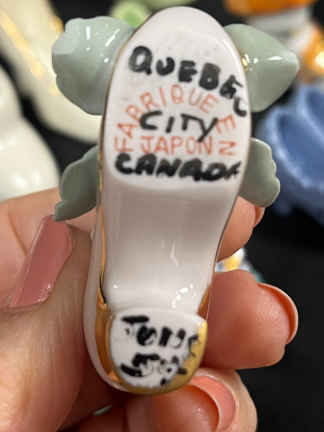 QUEBEC
FABRIQUE EN
CITY
JAPON
CANADA